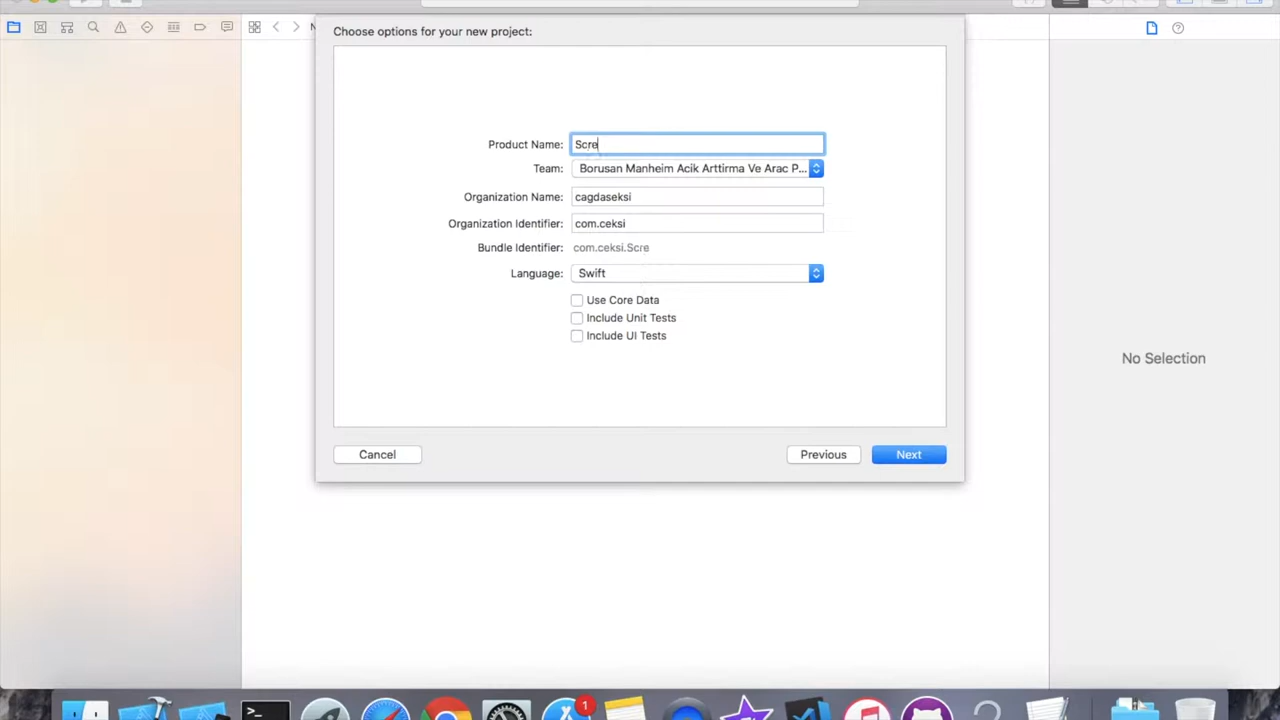 Choose options for your new project:
Product Name: Scre
Team: Borusan Manheim Acik Arttirma Ve Arac P...
Organization Name: cagdaseksi
Organization Identifier: com.ceksi
Bundle Identifier: com.ceksi.Scre
Language: Swift
Use Core Data
Include Unit Tests
Include UI Tests
No Selection
Cancel
Previous
Next
1